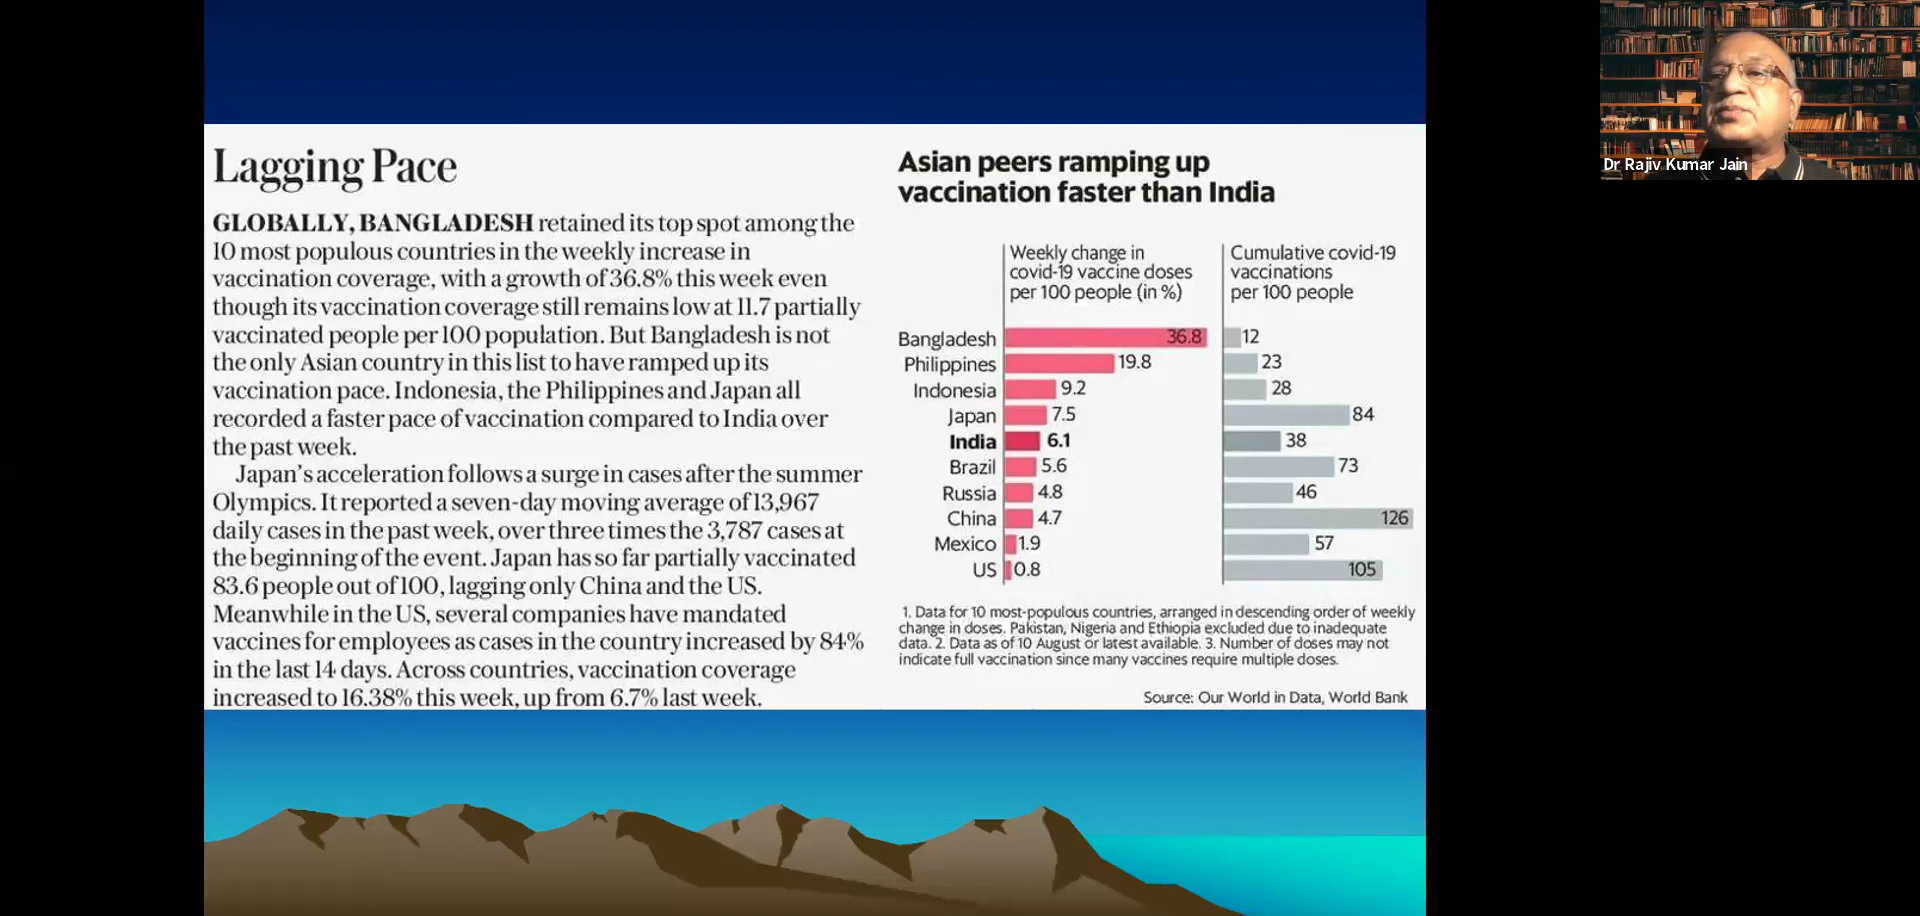 Lagging Pace
GLOBALLY, BANGLADESH retained its top spot among the
10 most populous countries in the weekly increase in
vaccination coverage, with a growth of 36.8% this week even
though its vaccination coverage still remains low at 11.7 partially
vaccinated people per 100 population. But Bangladesh is not
the only Asian country in this list to have ramped up its
vaccination pace. Indonesia, the Philippines and Japan all
recorded a faster pace of vaccination compared to India over
the past week.
Japan's acceleration follows a surge in cases after the summer
Olympics. It reported a seven-day moving average of 13,967
daily cases in the past week, over three times the 3,787 cases at
the beginning of the event. Japan has so far partially vaccinated
83.6 people out of 100, lagging only China and the US.
Meanwhile in the US, several companies have mandated
vaccines for employees as cases in the country increased by 84%
in the last 14 days. Across countries, vaccination coverage
increased to 16.38% this week, up from 6.7% last week.
Asian peers ramping up
vaccination faster than India
Weekly change in
covid-19 vaccine doses
per 100 people (in %)
Cumulative covid-19
vaccinations
per 100 people
Bangladesh 36.8 12
Philippines 19.8 23
Indonesia 9.2 28
Japan 7.5 84
India 6.1 38
Brazil 5.6 73
Russia 4.8 46
China 4.7 126
Mexico 1.9 57
US 0.8 105
1. Data for 10 most-populous countries, arranged in descending order of weekly
change in doses. Pakistan, Nigeria and Ethiopia excluded due to inadequate
data. 2. Data as of 10 August or latest available. 3. Number of doses may not
indicate full vaccination since many vaccines require multiple doses.
Source: Our World in Data, World Bank
Dr Rajiv Kumar Jain